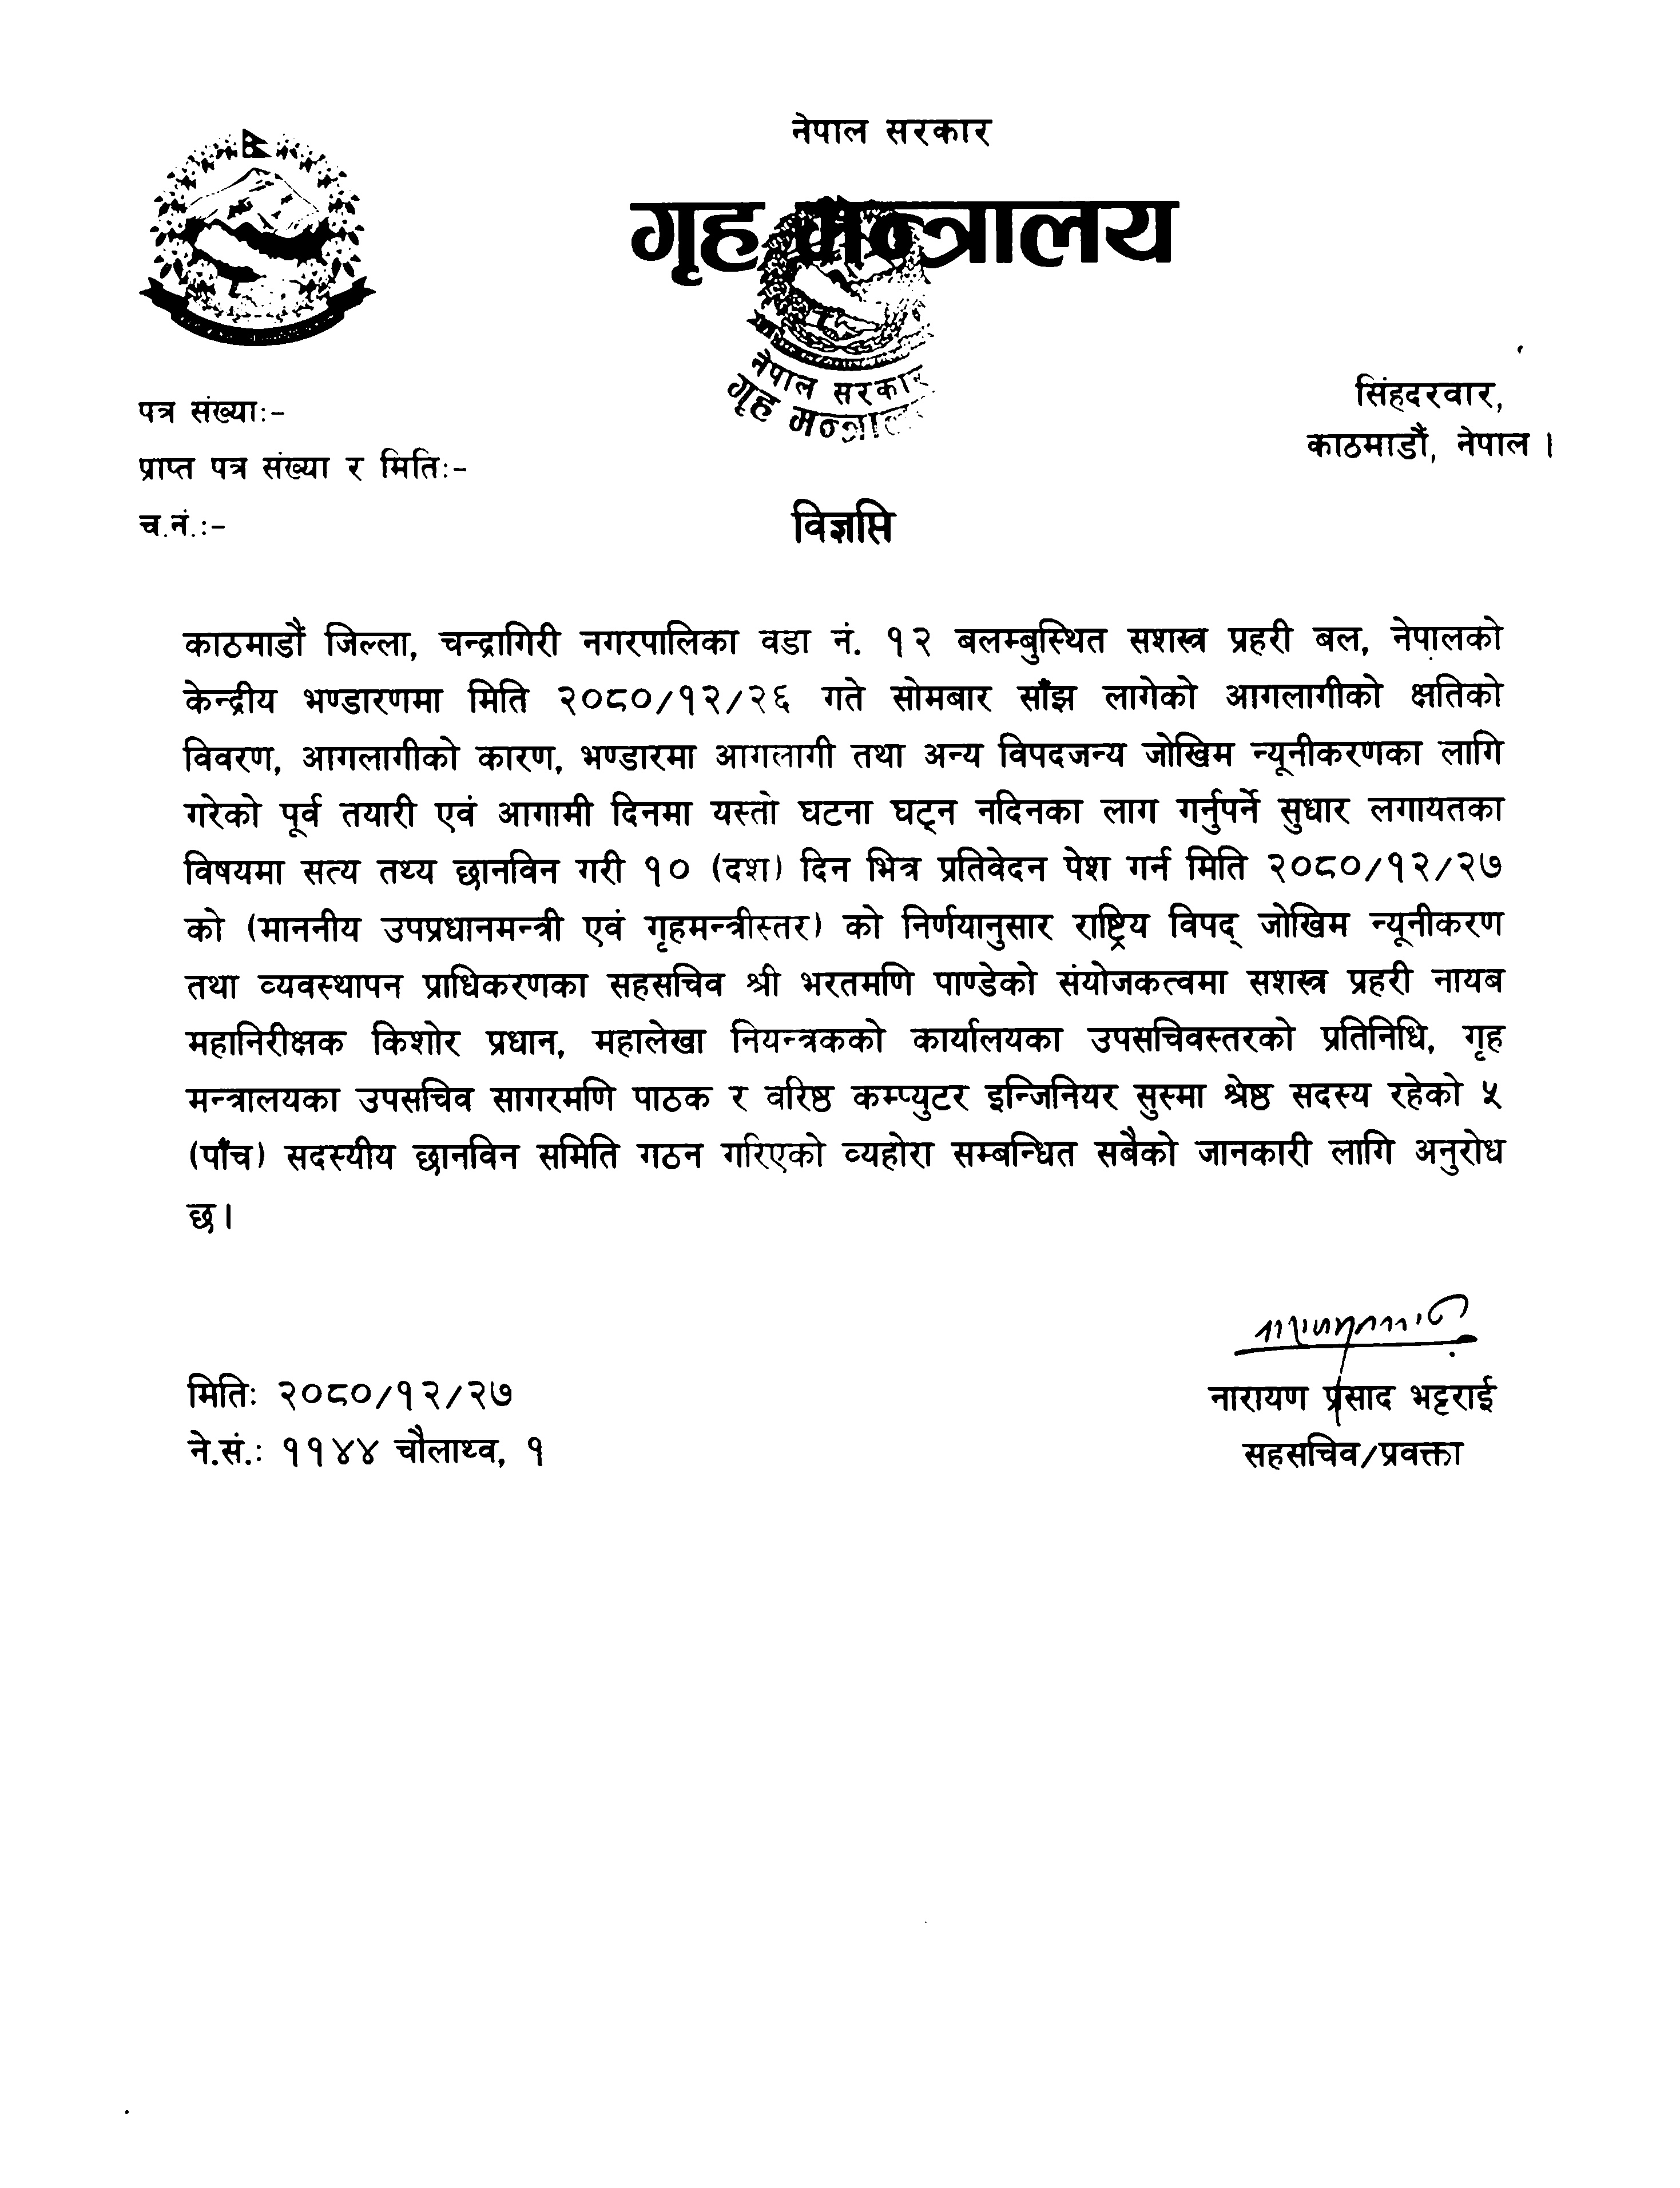 नेपाल सरकार
गृह मन्त्रालय
नेपाल सरकार
गृह मन्त्रालय
सिंहदरवार,
काठमाडौं, नेपाल ।
पत्र संख्याः-
प्राप्त पत्र संख्या र मितिः-
च.नं.:-
विज्ञप्ति
काठमाडौं जिल्ला, चन्द्रागिरी नगरपालिका वडा नं. १२ बलम्बुस्थित सशस्त्र प्रहरी बल, नेपालको
केन्द्रीय भण्डारणमा मिति २०८०/१२/२६ गते सोमबार साँझ लागेको आगलागीको क्षतिको
विवरण, आगलागीको कारण, भण्डारमा आगलागी तथा अन्य विपदजन्य जोखिम न्यूनीकरणका लागि
गरेको पूर्व तयारी एवं आगामी दिनमा यस्तो घटना घट्न नदिनका लाग गर्नुपर्ने सुधार लगायतका
विषयमा सत्य तथ्य छानविन गरी १० (दश) दिन भित्र प्रतिवेदन पेश गर्न मिति २०८०/१२/२७
को (माननीय उपप्रधानमन्त्री एवं गृहमन्त्रीस्तर) को निर्णयानुसार राष्ट्रिय विपद् जोखिम न्यूनीकरण
तथा व्यवस्थापन प्राधिकरणका सहसचिव श्री भरतमणि पाण्डेको संयोजकत्वमा सशस्त्र प्रहरी नायब
महानिरीक्षक किशोर प्रधान, महालेखा नियन्त्रकको कार्यालयका उपसचिवस्तरको प्रतिनिधि, गृह
मन्त्रालयका उपसचिव सागरमणि पाठक र वरिष्ठ कम्प्युटर इन्जिनियर सुस्मा श्रेष्ठ सदस्य रहेको ५
(पाँच) सदस्यीय छानविन समिति गठन गरिएको व्यहोरा सम्बन्धित सबैको जानकारी लागि अनुरोध
छ।
मितिः २०८०/१२/२७
ने.सं.: ११४४ चौलाथ्व, १
नारायण प्रसाद भट्टराई
सहसचिव/प्रवक्ता